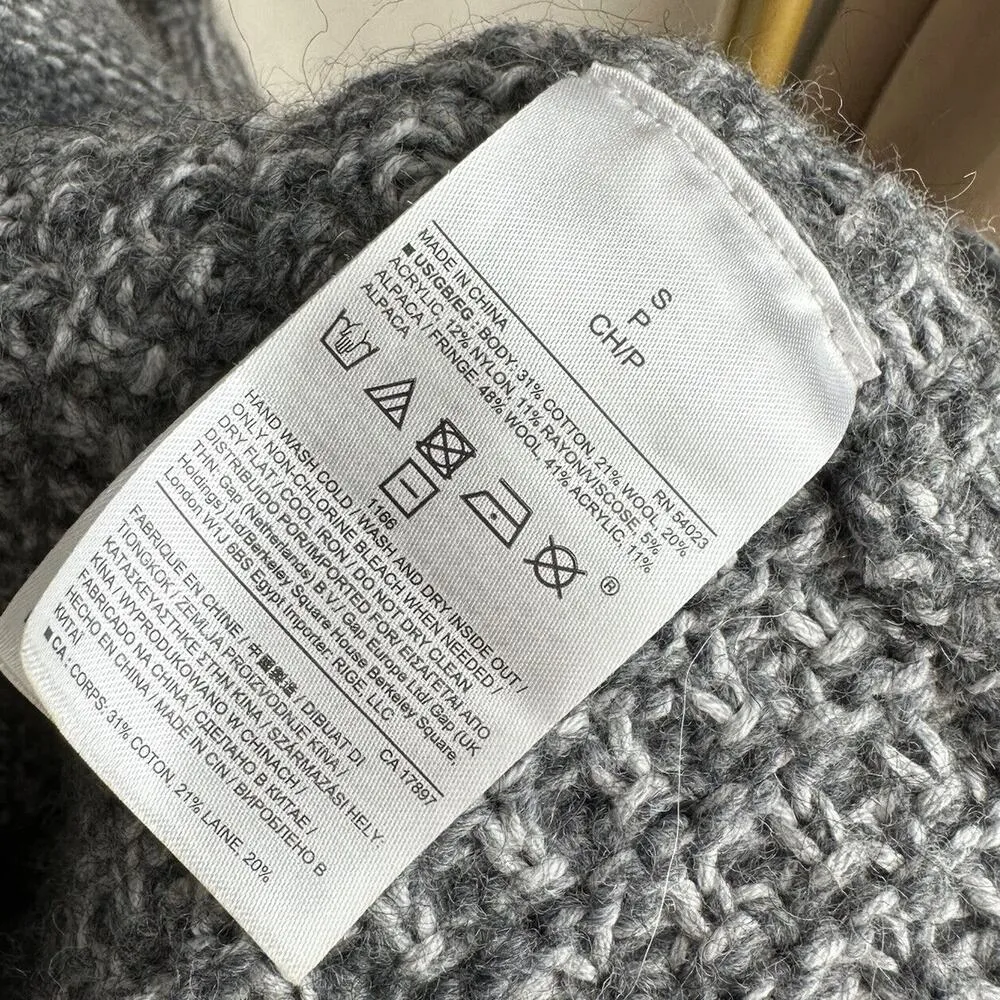 S
P
CH/P
RN 54023
MADE IN CHINA
■ US/GB/EG : BODY: 31% COTTON, 21% WOOL, 20%
ACRYLIC, 12% NYLON, 11% RAYON/VISCOSE 5%
ALPACA / FRINGE: 48% WOOL, 41% ACRYLIC, 11%
ALPACA
®
1166
HAND WASH COLD / WASH AND DRY INSIDE OUT /
ONLY NON-CHLORINE BLEACH WHEN NEEDED /
DRY FLAT/ COOL IRON / DO NOT DRY CLEAN
DISTRIBUIDO POR/IMPORTED FOR/ ΕΙΣΑΓΕΤΑΙ ΑΠΟ
THN: Gap (Netherlands) B.V./ Gap Europe Ltd/ Gap (UK
Holdings) Ltd/Berkeley Square House Berkeley Square.
London W1J 6BS Egypt Importer: RIGE, LLC
CA 17897
FABRIQUE EN CHINE / 中國製造 / DIBUAT DI
TIONGKOK / ZEMLJA PROIZVODNJE KINA /
ΚΑΤΑΣΚΕΥΑΣΤΗΚΕ ΣΤΗΝ ΚΙΝΑ / SZÁRMAZÁSI HELY:
KÍNA / WYPRODUKOWANO W CHINACH /
FABRICADO NA CHINA / СДЕЛАНО В КИТАЕ /
HECHO EN CHINA / MADE IN CIN / ВИРОБЛЕНО В
КИТАЇ
■ CA : CORPS: 31% COTON, 21% LAINE, 20%